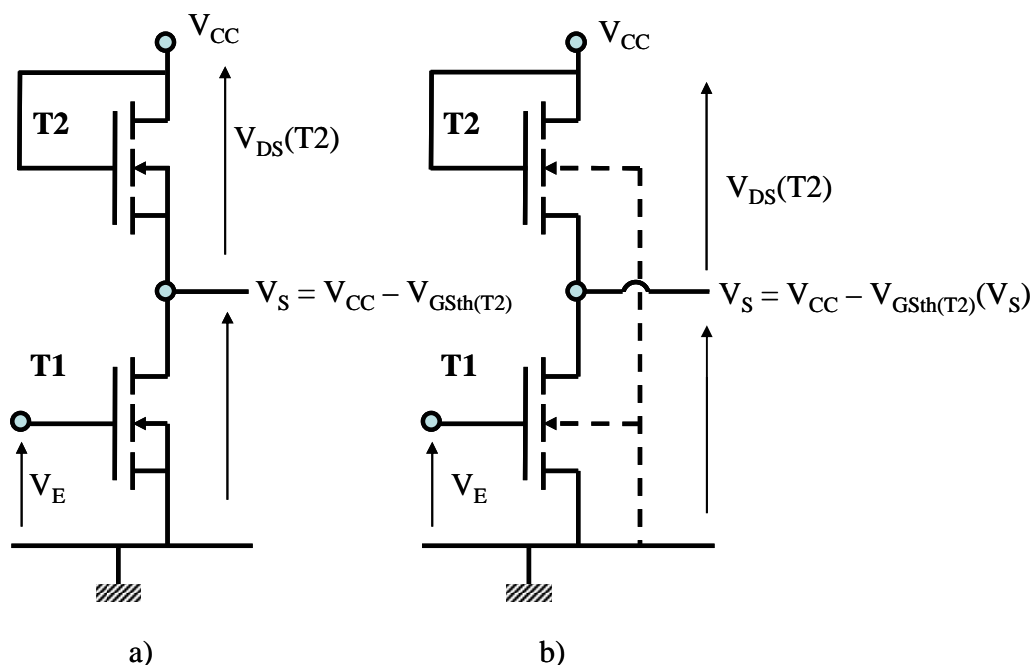 V_CC
T2
V_DS(T2)
V_S = V_CC – V_GSth(T2)
T1
V_E
a)
V_CC
T2
V_DS(T2)
V_S = V_CC – V_GSth(T2)(V_S)
T1
V_E
b)